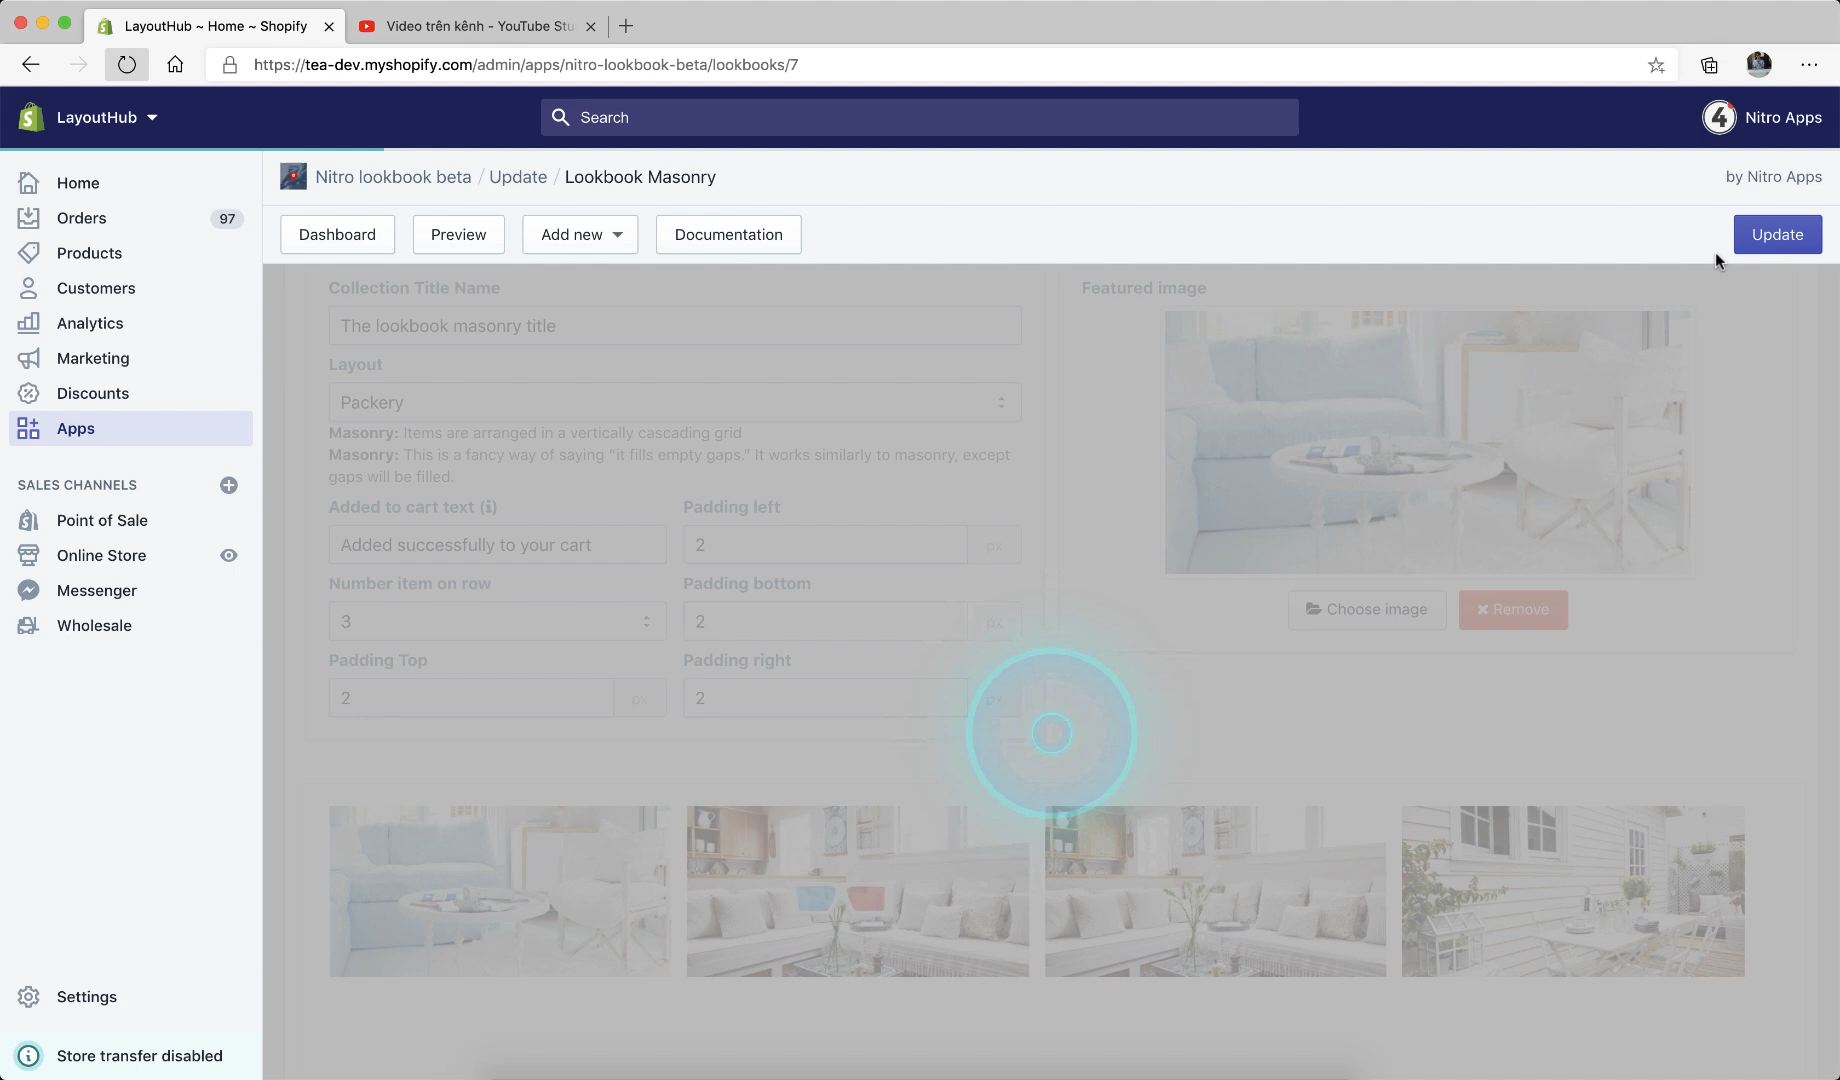 LayoutHub ~ Home ~ Shopify
Video trên kênh - YouTube Stu
https://tea-dev.myshopify.com/admin/apps/nitro-lookbook-beta/lookbooks/7
LayoutHub
Search
4
Nitro Apps
Nitro lookbook beta / Update / Lookbook Masonry
by Nitro Apps
Dashboard
Preview
Add new
Documentation
Update
Home
Orders
97
Products
Customers
Analytics
Marketing
Discounts
Apps
SALES CHANNELS
Point of Sale
Online Store
Messenger
Wholesale
Settings
Store transfer disabled
Collection Title Name
The lookbook masonry title
Layout
Packery
Masonry: Items are arranged in a vertically cascading grid
Masonry: This is a fancy way of saying "it fills empty gaps." It works similarly to masonry, except
gaps will be filled.
Added to cart text
Added successfully to your cart
Padding left
2
px
Number item on row
3
Padding bottom
2
px
Padding Top
2
px
Padding right
2
px
Featured image
Choose image
Remove